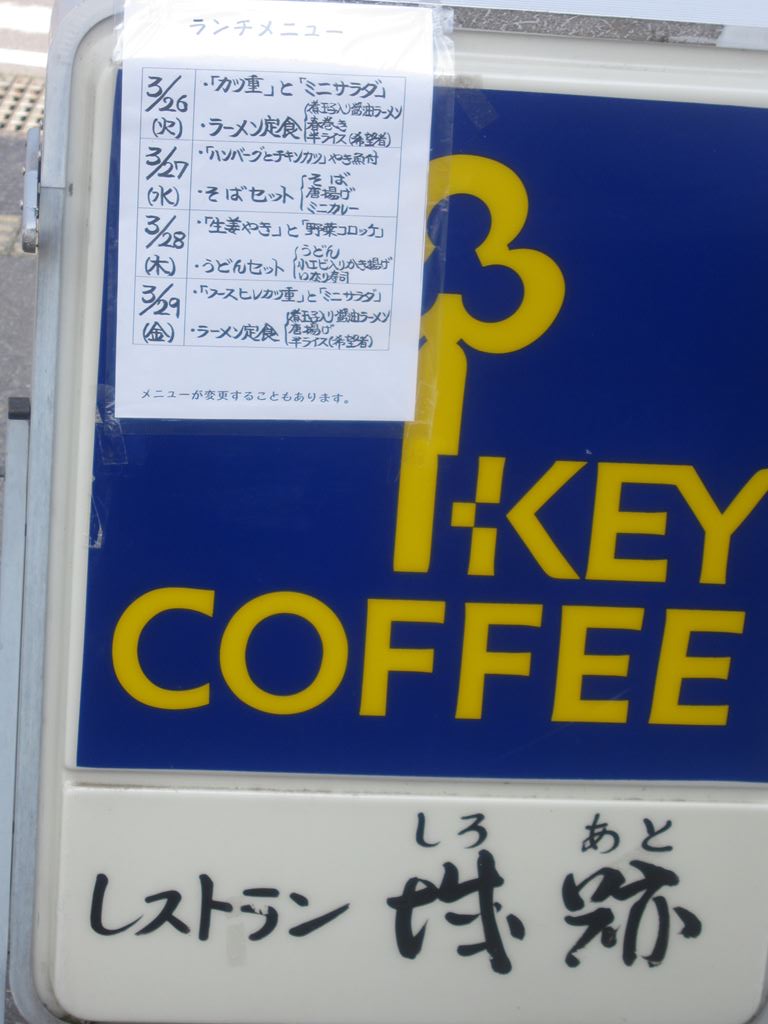 ランチメニュー
3/26
(火)
・「カツ重」と「ミニサラダ」
・ラーメン定食
煮玉子入り醤油ラーメン
春巻き
半ライス(希望者)
3/27
(水)
・「ハンバーグとチキンカツ」やき魚付
・そばセット
そば
唐揚げ
ミニカレー
3/28
(木)
・「生姜やき」と「野菜コロッケ」
・うどんセット
うどん
小エビ入りかき揚げ
いなり寿司
3/29
(金)
・「ソースヒレカツ重」と「ミニサラダ」
・ラーメン定食
煮玉子入り醤油ラーメン
唐揚げ
半ライス(希望者)
メニューが変更することもあります。
KEY
COFFEE
しろ あと
レストラン 城跡